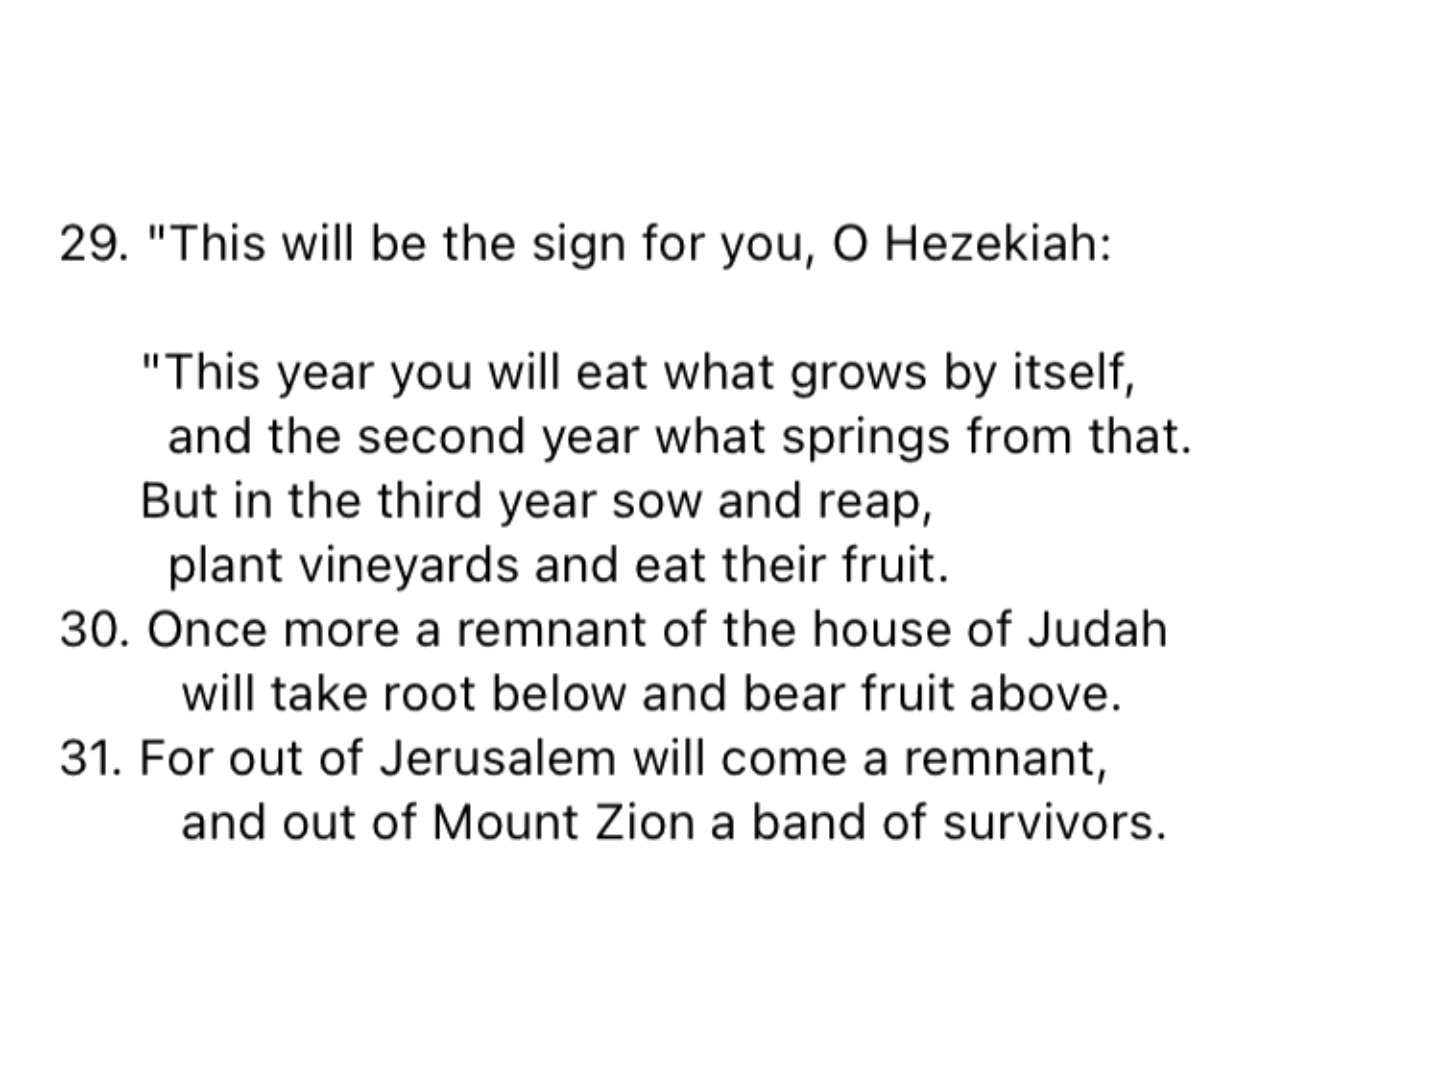 29. "This will be the sign for you, O Hezekiah:
"This year you will eat what grows by itself,
and the second year what springs from that.
But in the third year sow and reap,
plant vineyards and eat their fruit.
30. Once more a remnant of the house of Judah
will take root below and bear fruit above.
31. For out of Jerusalem will come a remnant,
and out of Mount Zion a band of survivors.